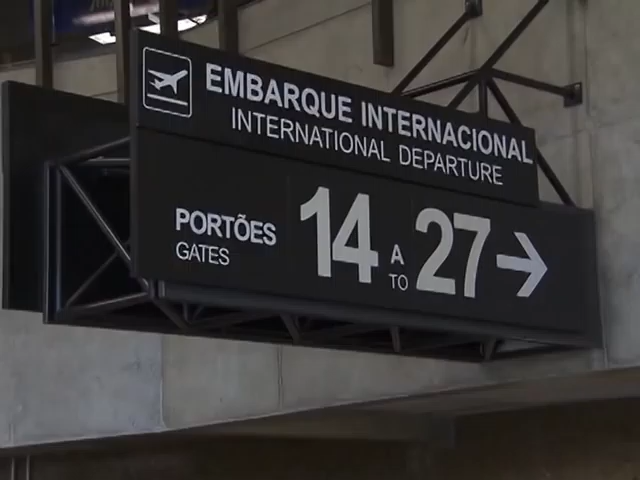 EMBARQUE INTERNACIONAL
INTERNATIONAL DEPARTURE
PORTÕES 14 A 27 →
GATES TO